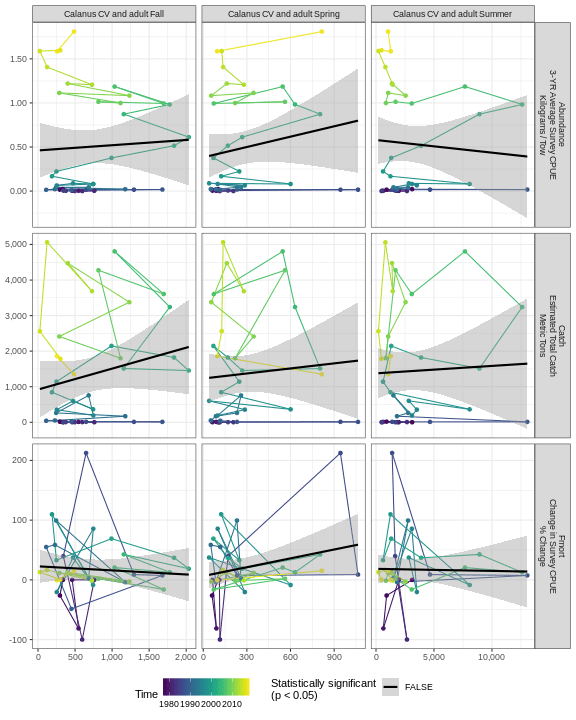 Calanus CV and adult Fall
Calanus CV and adult Spring
Calanus CV and adult Summer
1.50
1.00
0.50
0.00
Abundance
3-YR Average Survey CPUE
Kilograms / Tow
5,000
4,000
3,000
2,000
1,000
0
Catch
Estimated Total Catch
Metric Tons
200
100
0
-100
Fmort
Change in Survey CPUE
% Change
0 500 1,000 1,500 2,000
0 300 600 900
0 5,000 10,000
Time
1980 1990 2000 2010
Statistically significant
(p < 0.05)
FALSE